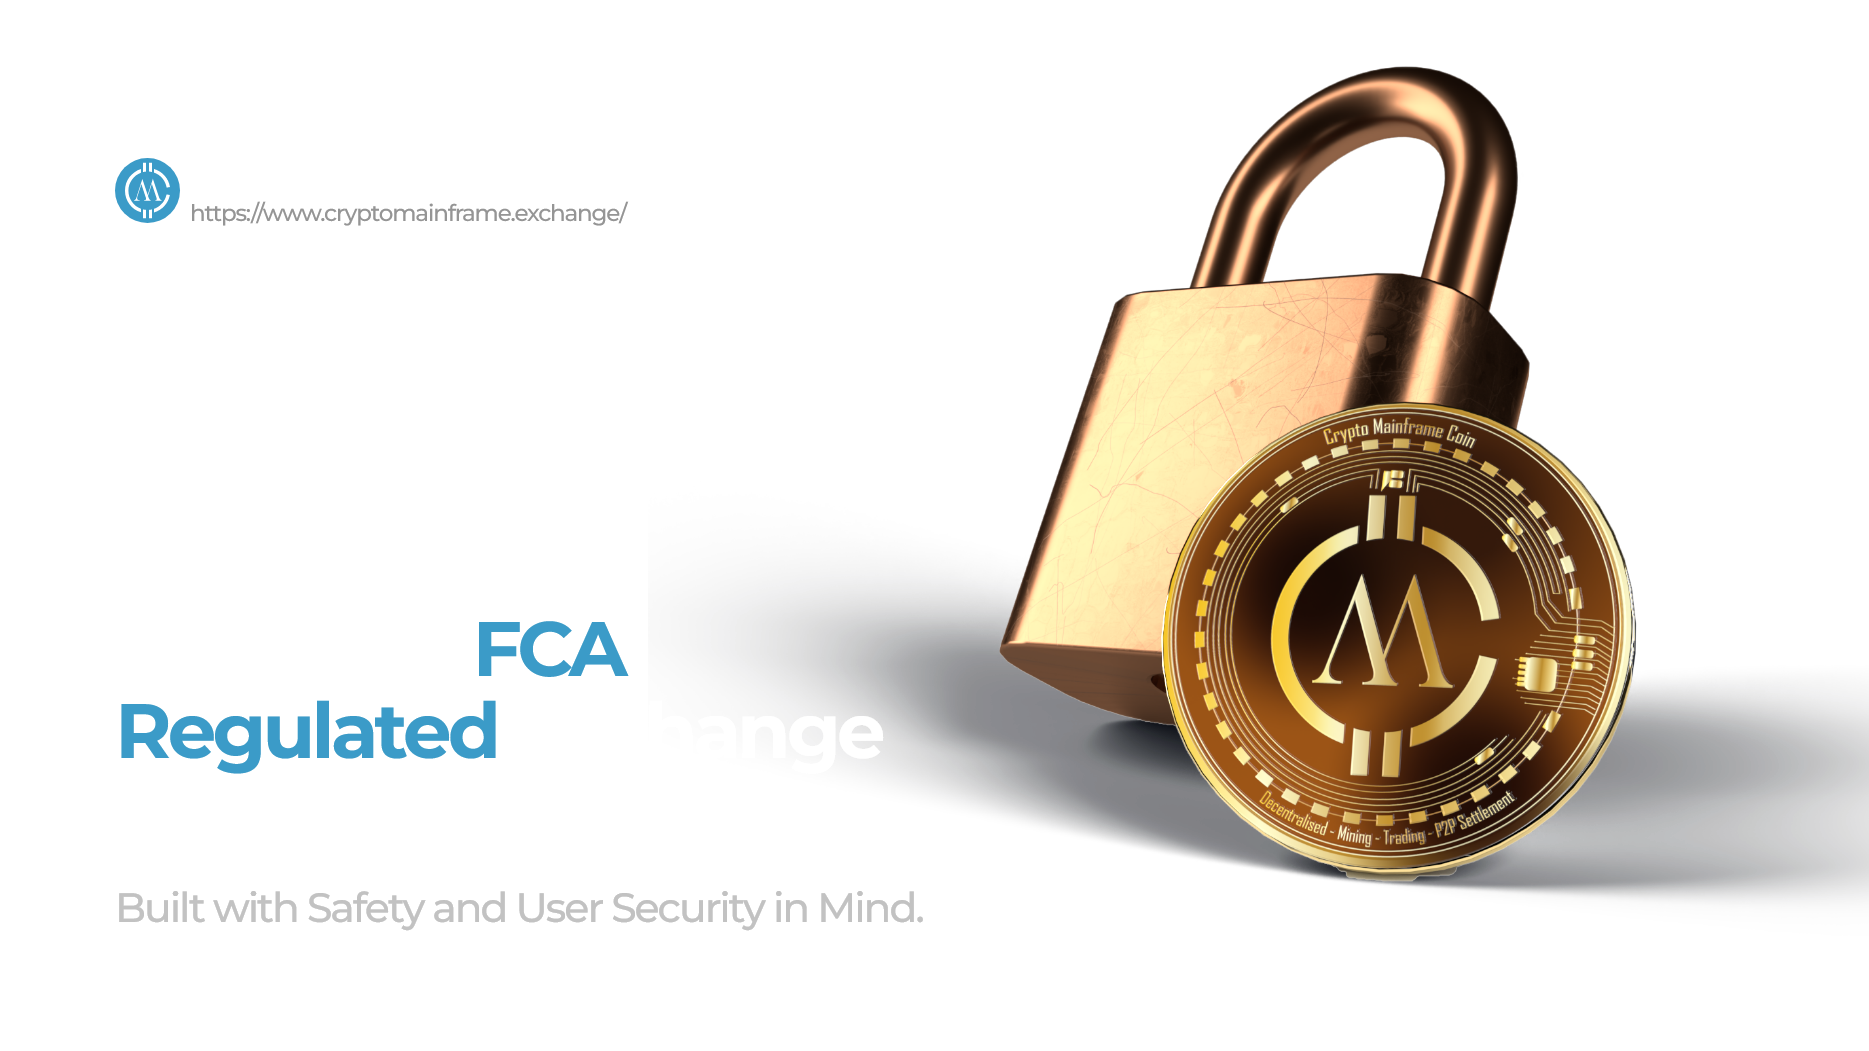 https://www.cryptomainframe.exchange/
FCA
Regulated hange
Built with Safety and User Security in Mind.
Crypto Mainframe Coin
M
Decentralised - Mining - Trading - P2P Settlement